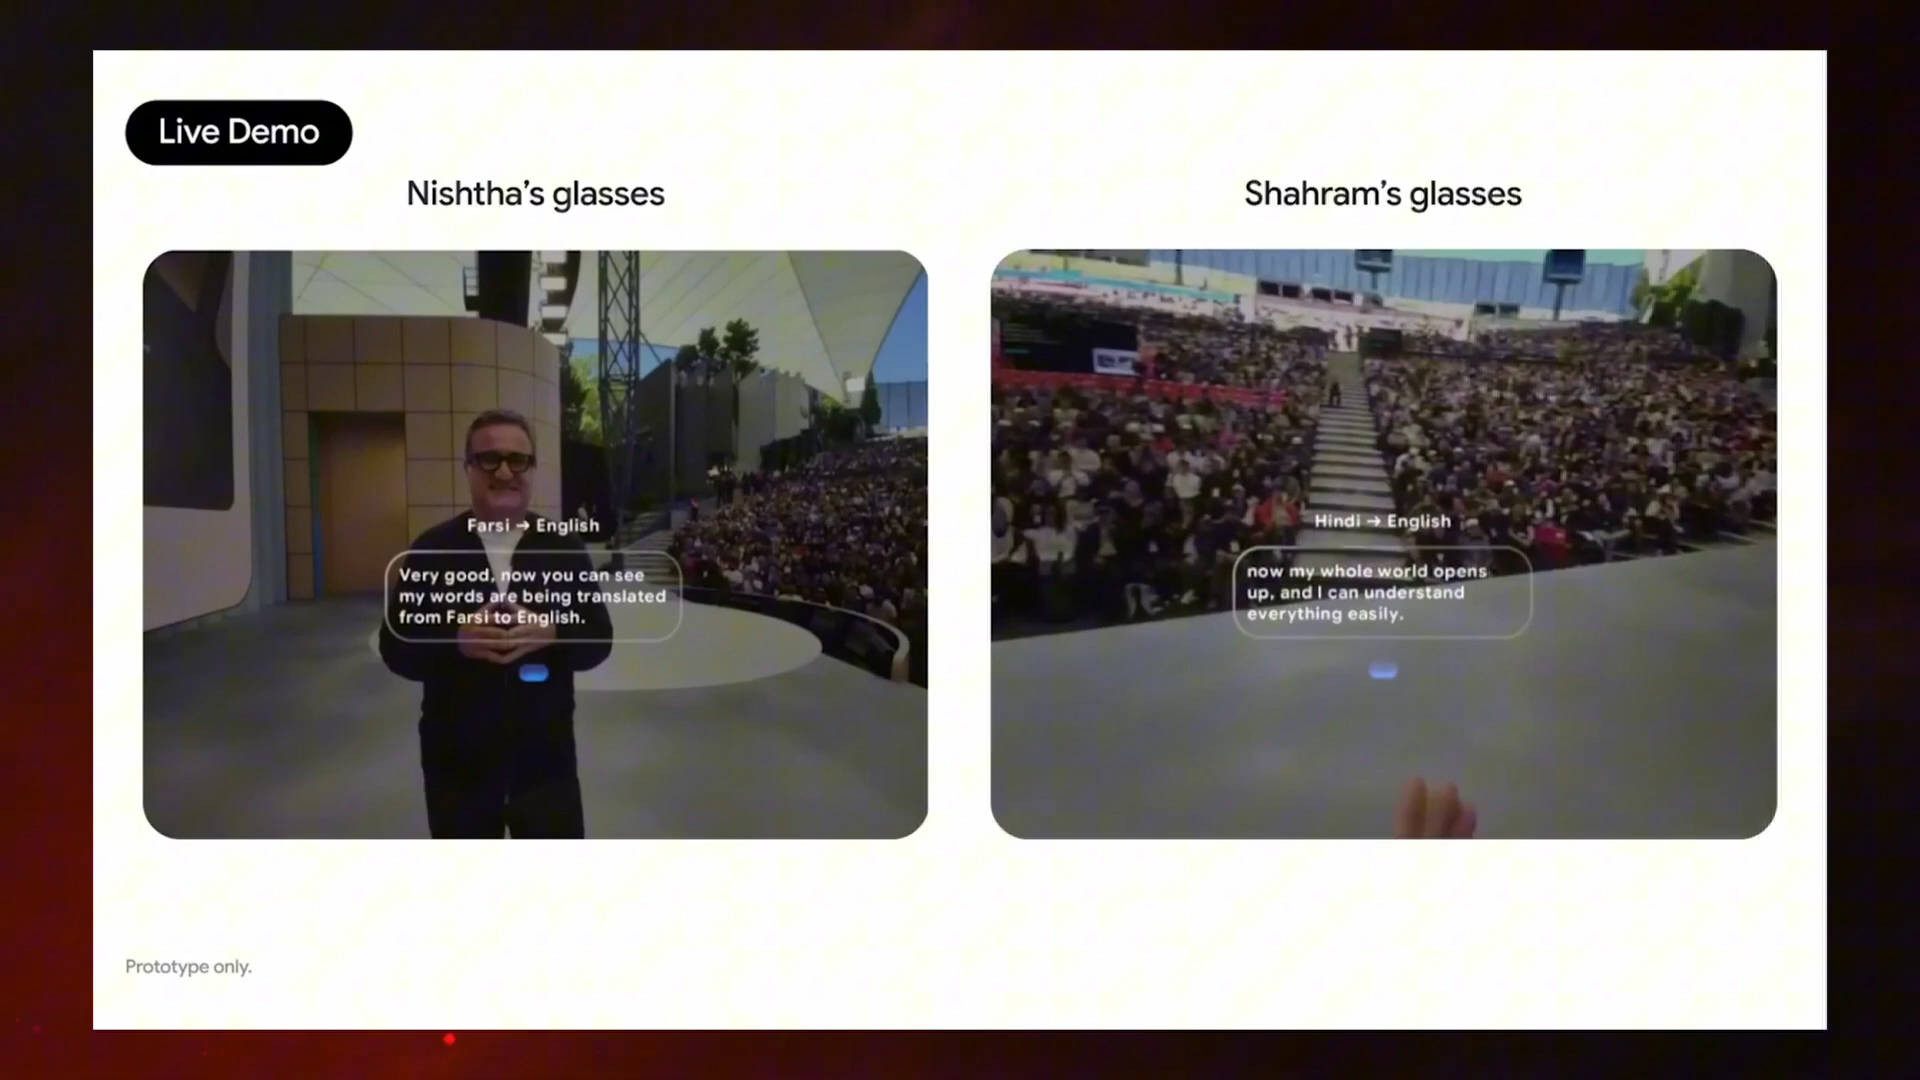 Live Demo
Nishtha's glasses
Shahram's glasses
Farsi → English
Very good, now you can see
my words are being translated
from Farsi to English.
Hindi → English
now my whole world opens
up, and I can understand
everything easily.
Prototype only.